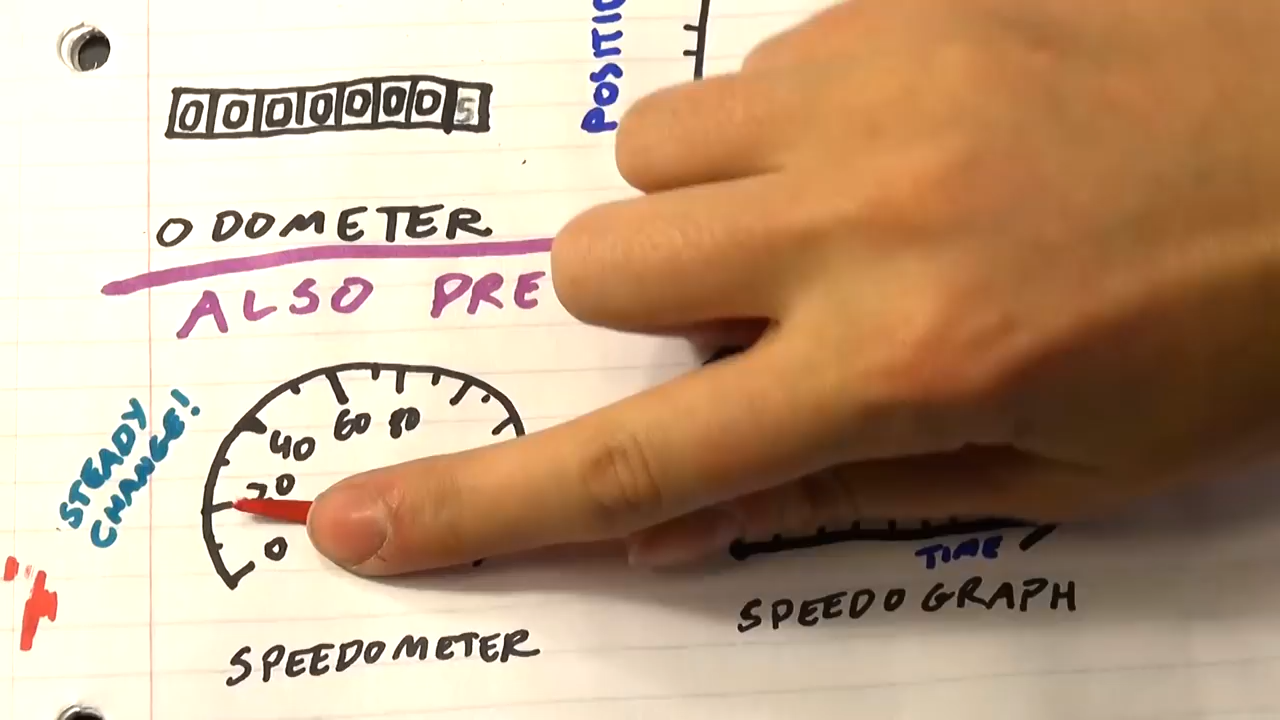 POSITIO
00000005
ODOMETER
ALSO PRE
STEADY
CHANGE!
0 20 40 60 80
TIME
SPEEDOGRAPH
SPEEDOMETER